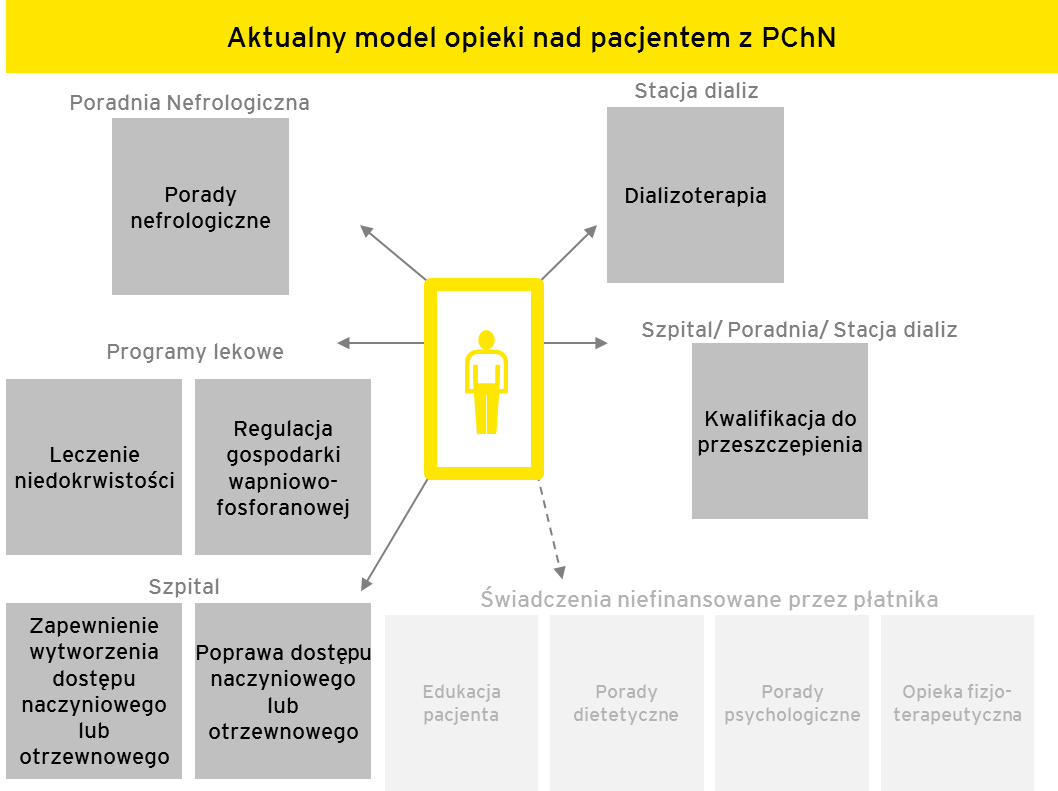 Aktualny model opieki nad pacjentem z PChN
Poradnia Nefrologiczna
Porady
nefrologiczne
Stacja dializ
Dializoterapia
Programy lekowe
Leczenie
niedokrwistości
Regulacja
gospodarki
wapniowo-
fosforanowej
Szpital/ Poradnia/ Stacja dializ
Kwalifikacja do
przeszczepienia
Szpital
Zapewnienie
wytworzenia
dostępu
naczyniowego
lub
otrzewnowego
Poprawa dostępu
naczyniowego
lub
otrzewnowego
Świadczenia niefinansowane przez płatnika
Edukacja
pacjenta
Porady
dietetyczne
Porady
psychologiczne
Opieka fizjo-
terapeutyczna